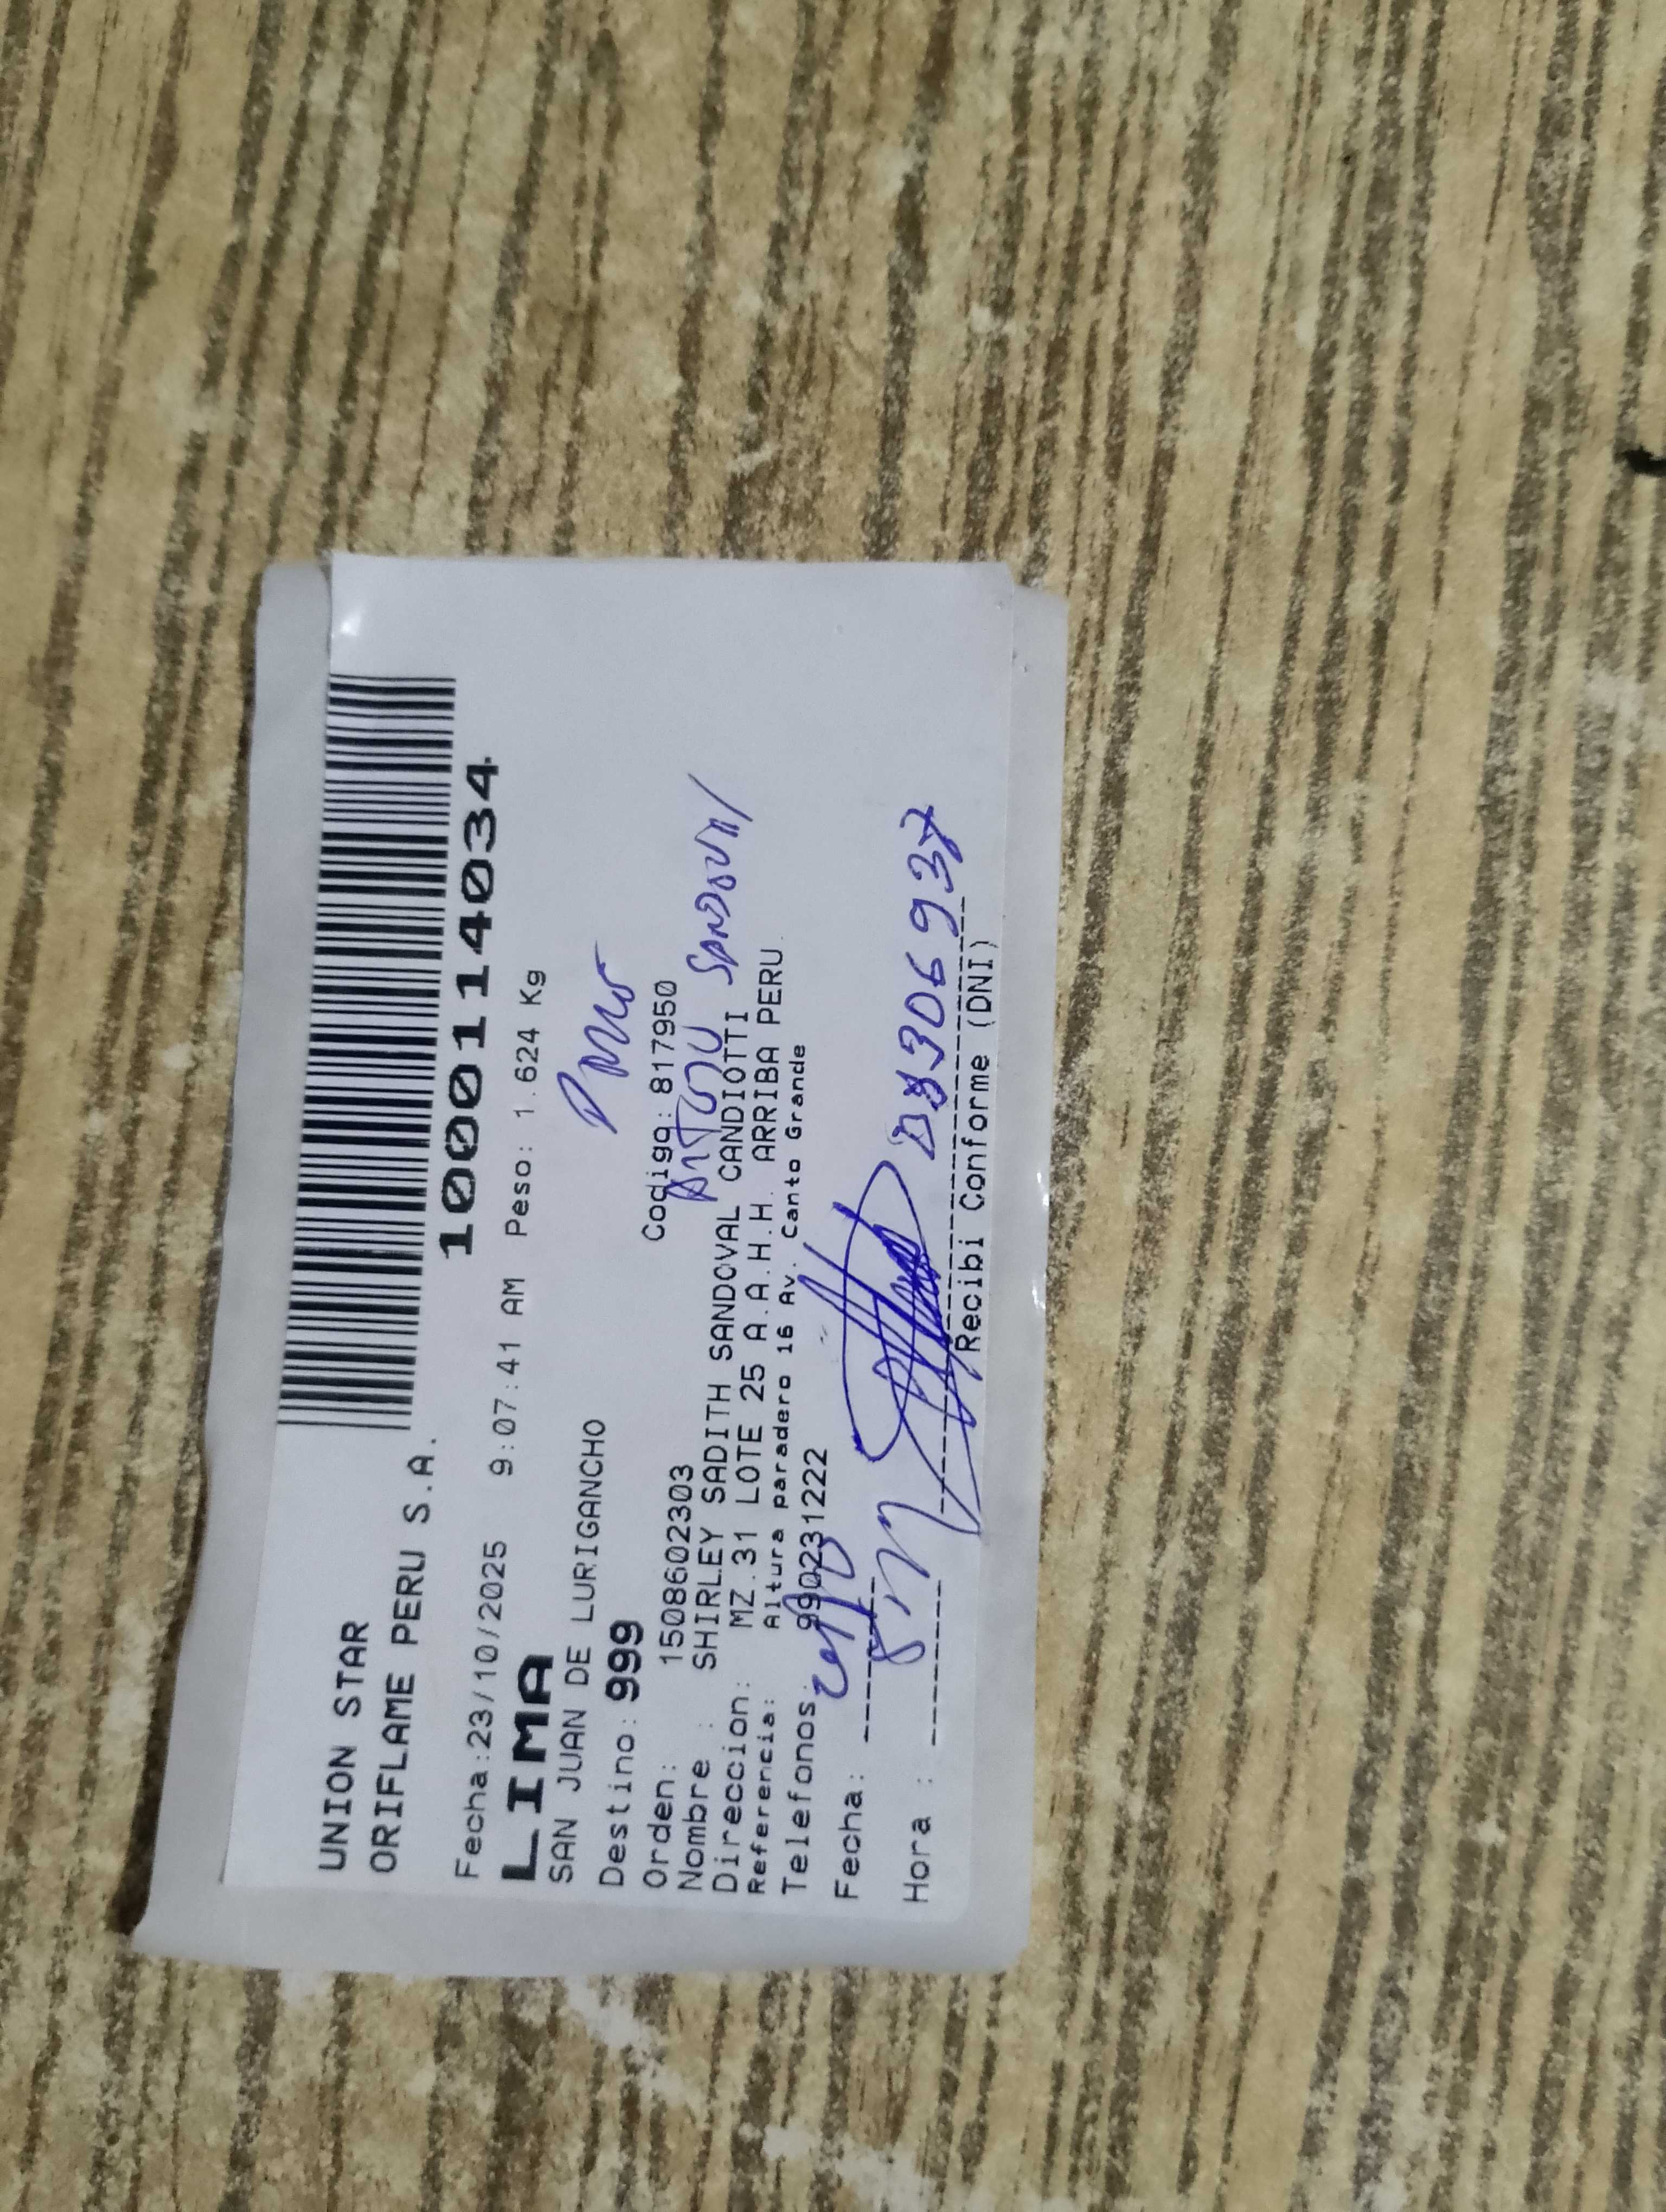 UNION STAR
ORIFLAME PERU S.A.
1000114034
Fecha:23/10/2025 9:07:41 AM Peso: 1.624 Kg
LIMA
SAN JUAN DE LURIGANCHO
Destino: 999
Orden: 1508602303 Codigo: 817950
Nombre : SHIRLEY SADITH SANDOVAL CANDIOTTI
Sandoval
Direccion: MZ.31 LOTE 25 A.A.H.H. ARRIBA PERU.
Referencia: Altura paradero 16 Av. Canto Grande
Telefonos: 990231222
Fecha:
Hora :
Recibi Conforme (DNI)